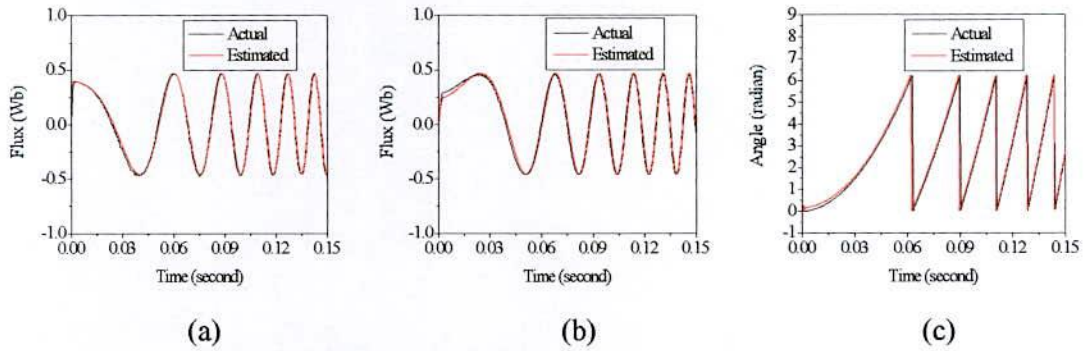 1.0
0.5
0.0
-0.5
-1.0
Flux (Wb)
Actual
Estimated
0.00 0.03 0.06 0.09 0.12 0.15
Time (second)
(a)
1.0
0.5
0.0
-0.5
-1.0
Flux (Wb)
Actual
Estimated
0.00 0.03 0.06 0.09 0.12 0.15
Time (second)
(b)
9
8
7
6
5
4
3
2
1
0
-1
Angle (radian)
Actual
Estimated
0.00 0.03 0.06 0.09 0.12 0.15
Time (second)
(c)